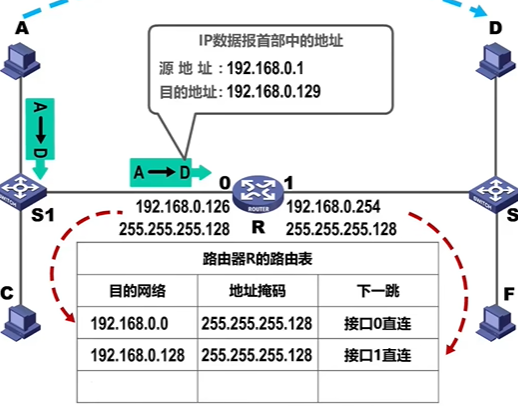 A
D
IP数据报首部中的地址
源 地 址 : 192.168.0.1
目的地址: 192.168.0.129
A
D
A D
0
1
SWITCH
S1
ROUTER
R
SWITCH
S
192.168.0.126
255.255.255.128
192.168.0.254
255.255.255.128
C
F
路由器R的路由表
目的网络 地址掩码 下一跳
192.168.0.0 255.255.255.128 接口0直连
192.168.0.128 255.255.255.128 接口1直连